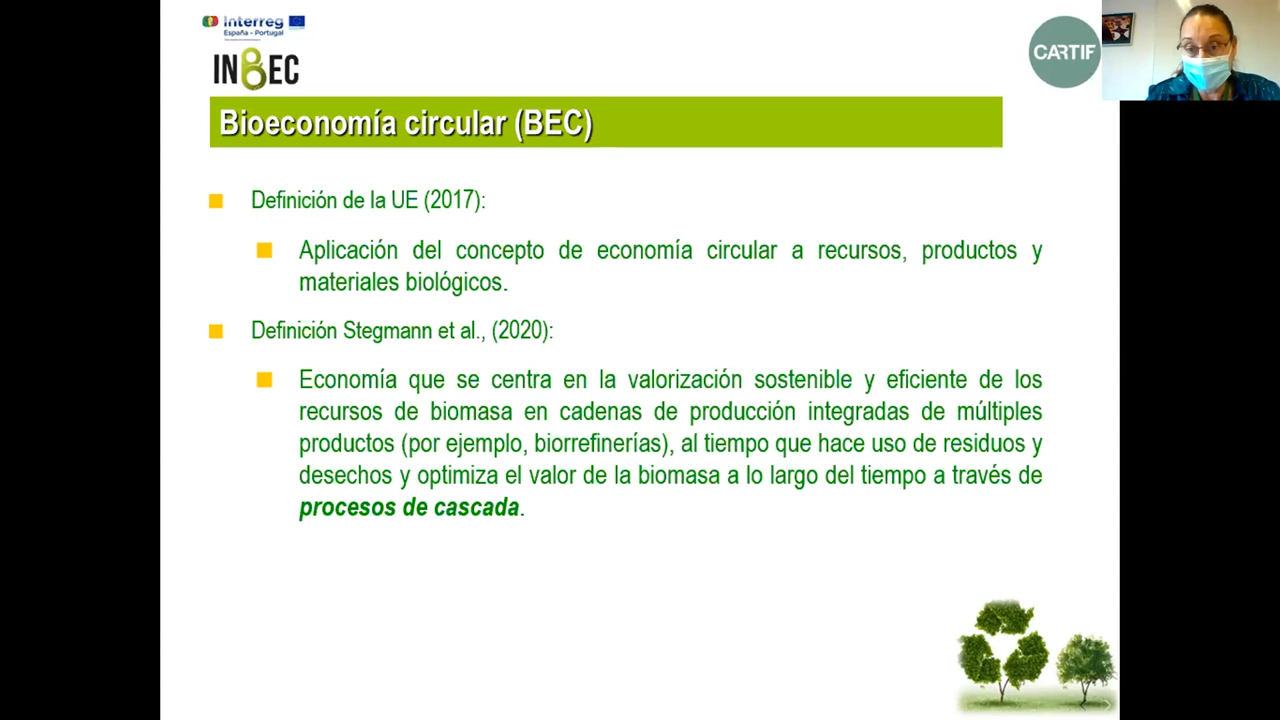 Interreg
España - Portugal
INBEC
CARTIF
Bioeconomía circular (BEC)
Definición de la UE (2017):
Aplicación del concepto de economía circular a recursos, productos y
materiales biológicos.
Definición Stegmann et al., (2020):
Economía que se centra en la valorización sostenible y eficiente de los
recursos de biomasa en cadenas de producción integradas de múltiples
productos (por ejemplo, biorrefinerías), al tiempo que hace uso de residuos y
desechos y optimiza el valor de la biomasa a lo largo del tiempo a través de
procesos de cascada.